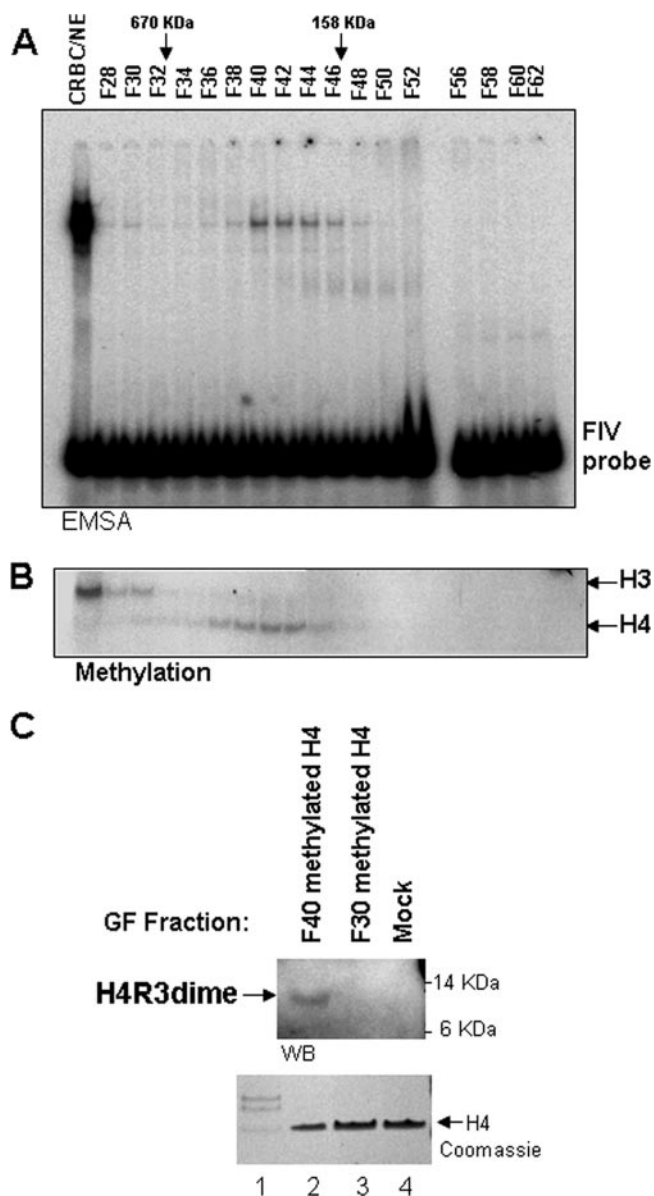 A
670 KDa
158 KDa
CRBC/NE
F28
F30
F32
F34
F36
F38
F40
F42
F44
F46
F48
F50
F52
F56
F58
F60
F62
FIV
probe
EMSA
B
H3
H4
Methylation
C
F40 methylated H4
F30 methylated H4
Mock
GF Fraction:
H4R3dime
14 KDa
6 KDa
WB
H4
Coomassie
1 2 3 4